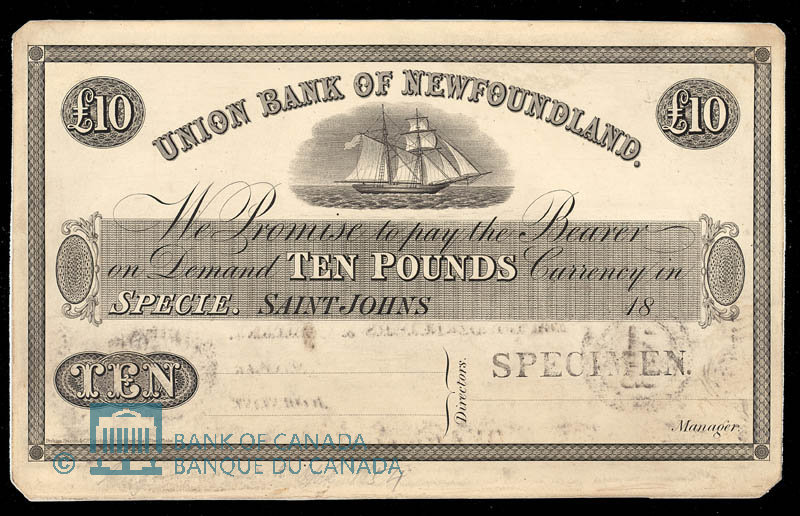 £10 £10
UNION BANK OF NEWFOUNDLAND.
We Promise to pay the Bearer
on Demand TEN POUNDS Currency in
SPECIE. SAINT JOHNS 18
SPECIMEN.
TEN
Directors.
Manager.
© BANK OF CANADA
BANQUE DU CANADA